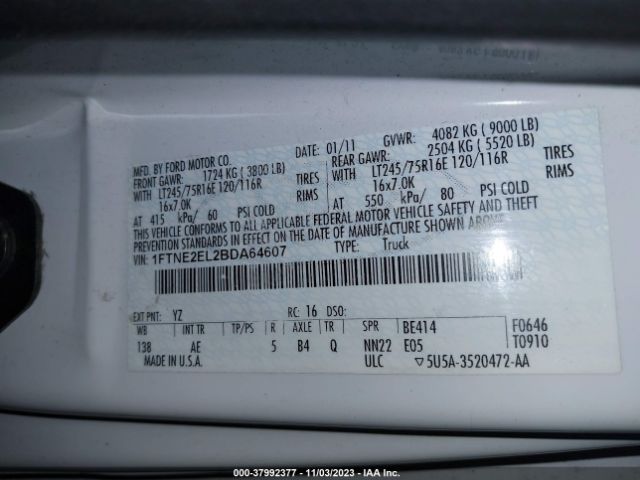 MFD. BY FORD MOTOR CO.
DATE: 01/11
GVWR: 4082 KG ( 9000 LB)
FRONT GAWR: 1724 KG ( 3800 LB)
REAR GAWR: 2504 KG ( 5520 LB)
WITH LT245/75R16E 120/116R TIRES
WITH LT245/75R16E 120/116R TIRES
16x7.0K RIMS
16x7.0K RIMS
AT 415 kPa/ 60 PSI COLD
AT 550 kPa/ 80 PSI COLD
THIS VEHICLE CONFORMS TO ALL APPLICABLE FEDERAL MOTOR VEHICLE SAFETY AND THEFT
PREVENTION STANDARDS IN EFFECT ON THE DATE OF MANUFACTURE SHOWN ABOVE.
VIN: 1FTNE2EL2BDA64607
TYPE: Truck
EXT PNT: YZ RC: 16 DSO:
WB INT TR TP/PS R AXLE TR SPR BE414 F0646
138 AE 5 B4 Q NN22 E05 T0910
MADE IN U.S.A. ULC ▽5U5A-3520472-AA
000-37992377 - 11/03/2023 - IAA Inc.